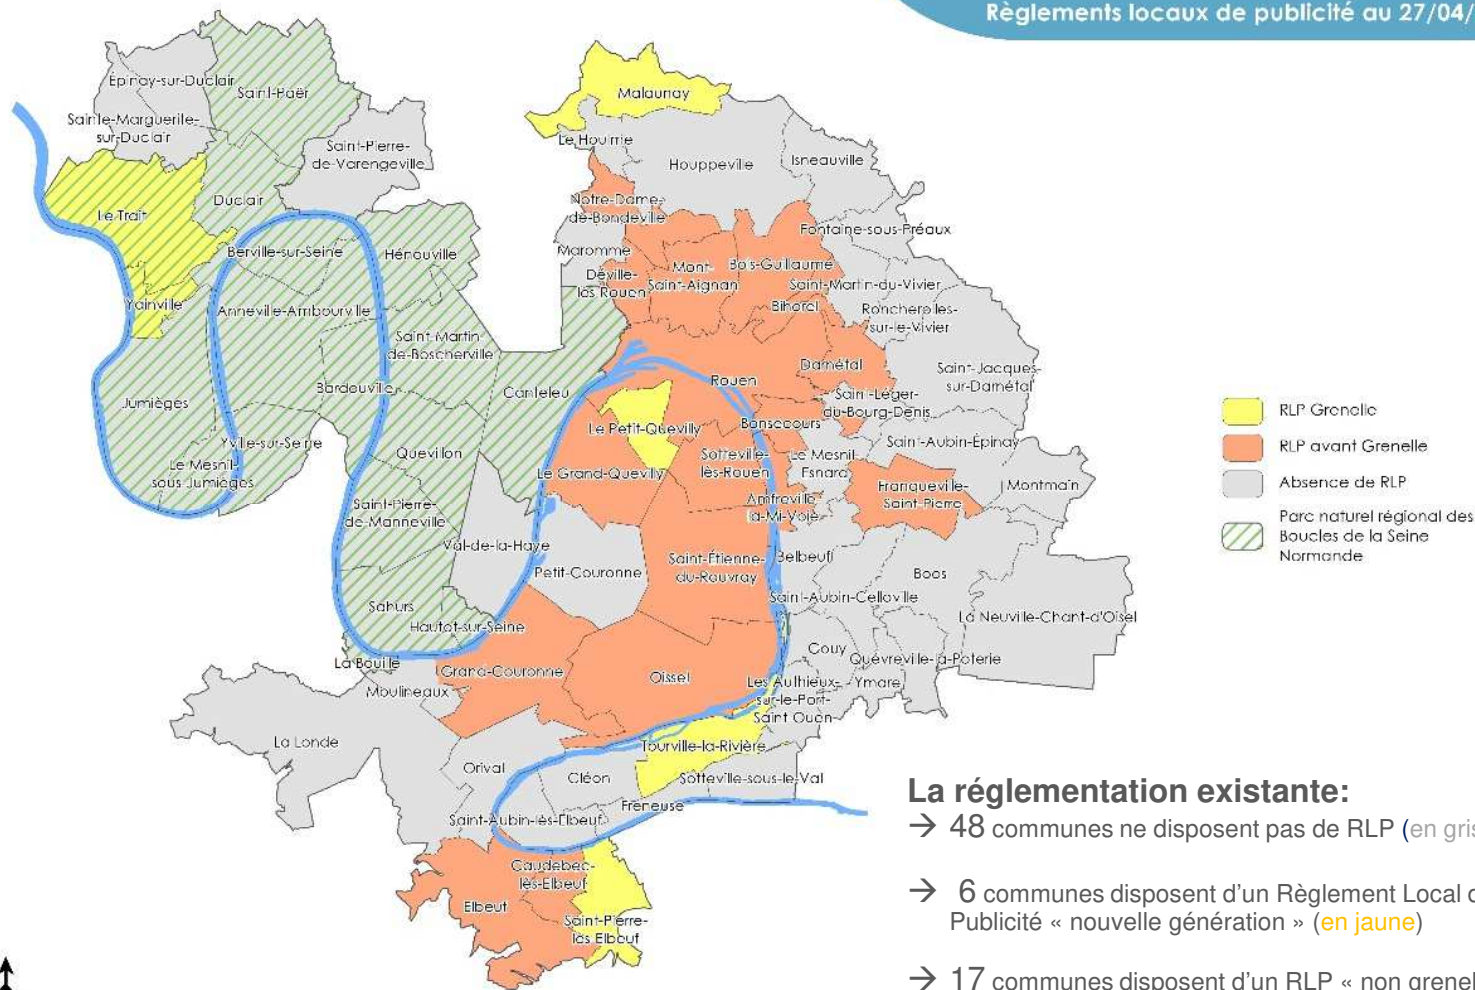 Règlements locaux de publicité au 27/04/
Épinay-sur-Duclair
Saint-Paër
Sainte-Marguerite-
sur-Duclair
Saint-Pierre-
de-Varengeville
Malaunay
Le Houlme
Houppeville
Isneauville
Le Trait
Duclair
Notre-Dame-
de-Bondeville
Fontaine-sous-Préaux
Berville-sur-Seine
Hénouville
Maromme
Déville-
lès Rouen
Mont-
Saint-Aignan
Bois-Guillaume
Saint-Martin-du-Vivier
Bihorel
Roncherolles-
sur-le-Vivier
Yainville
Anneville-Ambourville
Saint-Martin
de-Boscherville
Bardouville
Canteleu
Rouen
Darnétal
Saint-Jacques-
sur-Darnétal
Saint-Léger-
du-Bourg-Denis
Jumièges
Le Petit-Quevilly
Bonsecours
Saint-Aubin-Épinay
Yville-sur-Seine
Le Mesnil-
sous-Jumièges
Quevillon
Le Grand-Quevilly
Sotteville-
lès-Rouen
Le Mesnil
Esnard
Franqueville-
Saint-Pierre
Montmain
Amfreville
la-Mi-Voie
Saint-Pierre-
de-Manneville
Val-de-la-Haye
Petit-Couronne
Saint-Étienne-
du-Rouvray
Belbeuf
Boos
Saint-Aubin-Celloville
La Neuville-Chant-d'Oisel
Sahurs
Hautot-sur-Seine
La Bouille
Moulineaux
Grand-Couronne
Oissel
Gouy
Quévreville-la-Poterie
Les Authieux-
sur-le-Port-
Saint Ouen
Ymare
La Londe
Orival
Cléon
Tourville-la-Rivière
Sotteville-sous-le-Val
Freneuse
Saint-Aubin-lès-Elbeuf
Caudebec-
lès-Elbeuf
Elbeuf
Saint-Pierre-
lès Elbeuf
RLP Grenelle
RLP avant Grenelle
Absence de RLP
Parc naturel régional des
Boucles de la Seine
Normande
La réglementation existante:
→ 48 communes ne disposent pas de RLP (en gris
→ 6 communes disposent d’un Règlement Local d
Publicité « nouvelle génération » (en jaune)
→ 17 communes disposent d’un RLP « non grenel